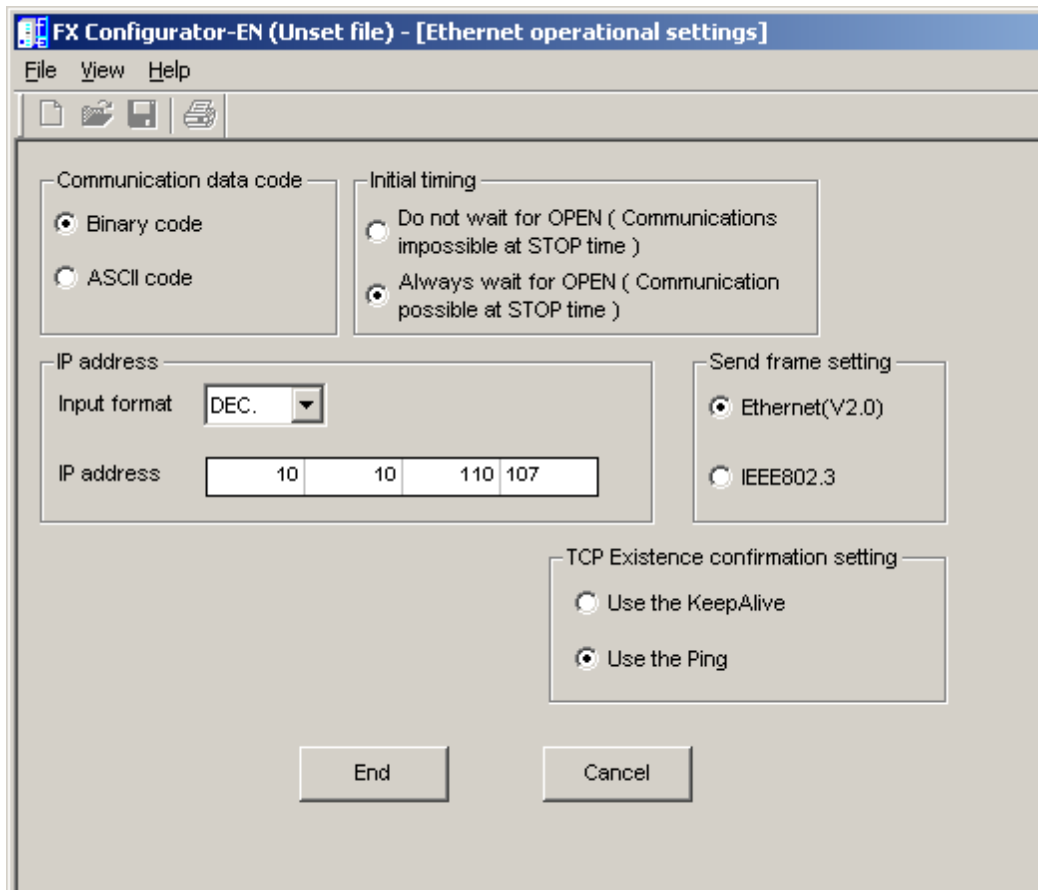 FX Configurator-EN (Unset file) - [Ethernet operational settings]
File View Help
Communication data code
Binary code
ASCII code
Initial timing
Do not wait for OPEN ( Communications
impossible at STOP time )
Always wait for OPEN ( Communication
possible at STOP time )
IP address
Input format DEC.
IP address 10 10 110 107
Send frame setting
Ethernet(V2.0)
IEEE802.3
TCP Existence confirmation setting
Use the KeepAlive
Use the Ping
End Cancel